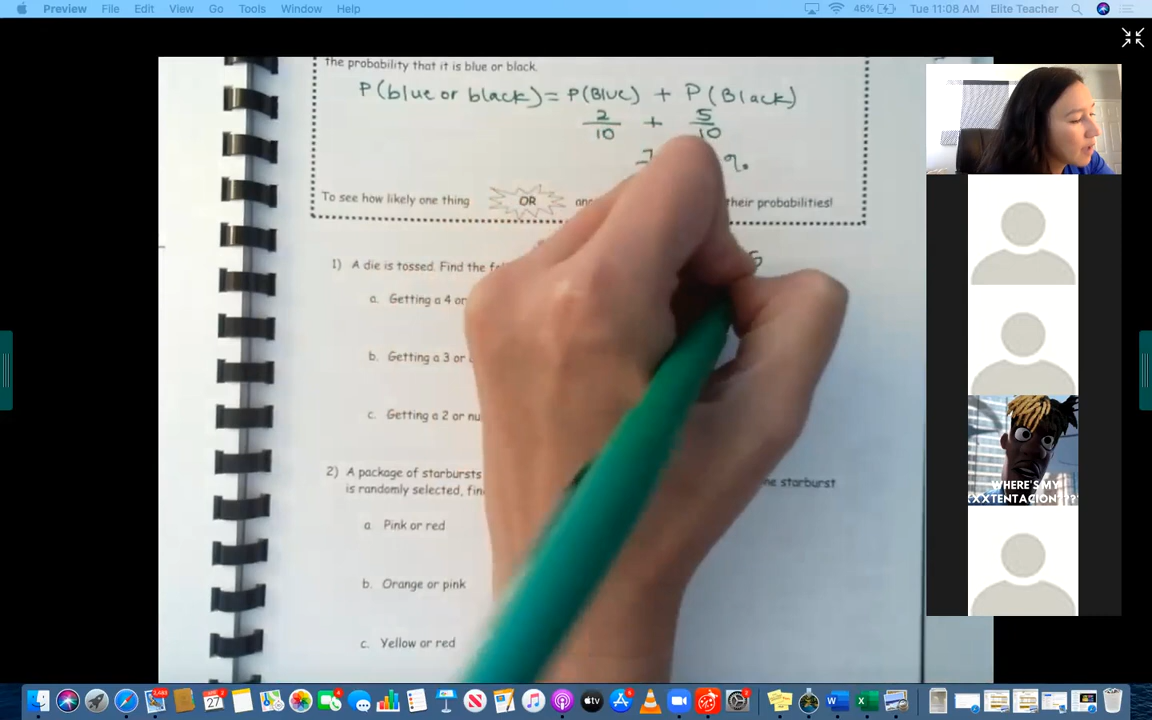 Preview File Edit View Go Tools Window Help 46% Tue 11:08 AM Elite Teacher
the probability that it is blue or black.
P(blue or black) = P(Blue) + P(Black)
2/10 + 5/10
%
To see how likely one thing OR their probabilities!
1) A die is tossed. Find the
a. Getting a 4 or
b. Getting a 3 or
c. Getting a 2 or
2) A package of starbursts
is randomly selected, starburst
a. Pink or red
b. Orange or pink
c. Yellow or red
WHERE'S MY
XXTENTACION???